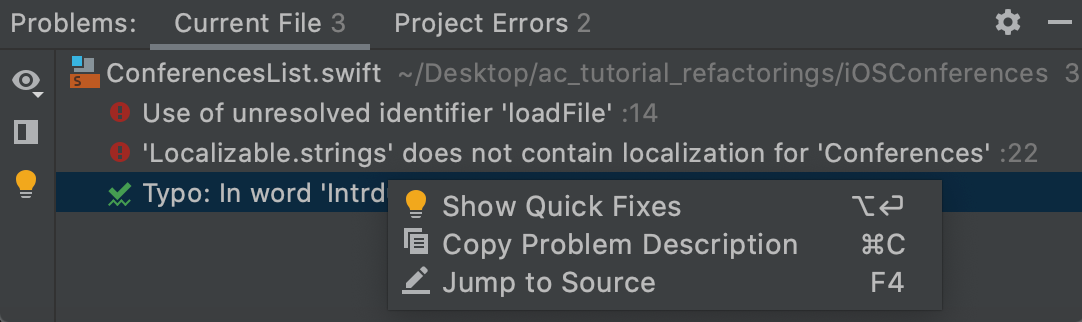 Problems: Current File 3 Project Errors 2
ConferencesList.swift ~/Desktop/ac_tutorial_refactorings/iOSConferences 3
Use of unresolved identifier 'loadFile' :14
'Localizable.strings' does not contain localization for 'Conferences' :22
Typo: In word 'Intrd
Show Quick Fixes ⌥⏎
Copy Problem Description ⌘C
Jump to Source F4